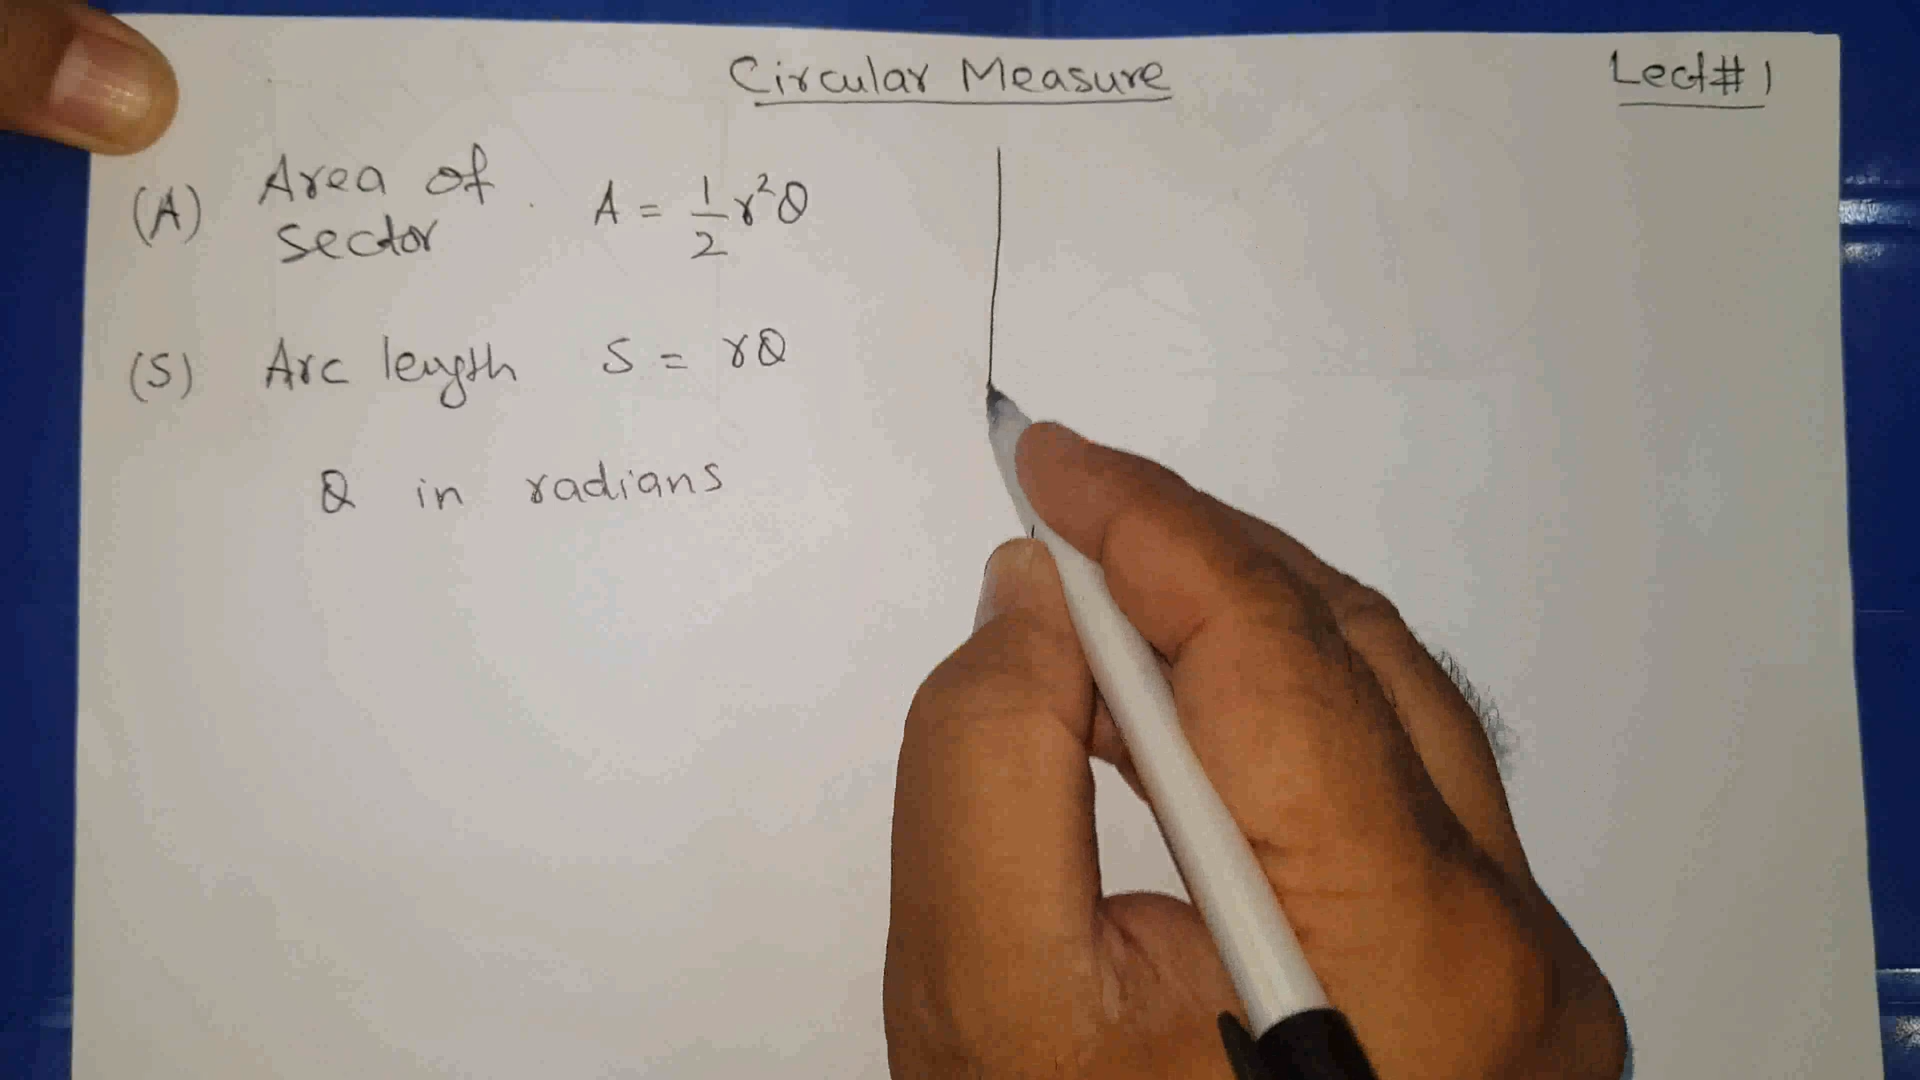 Circular Measure
Lect# 1
(A) Area of sector A = 1/2 r²θ
(S) Arc length S = rθ
θ in radians